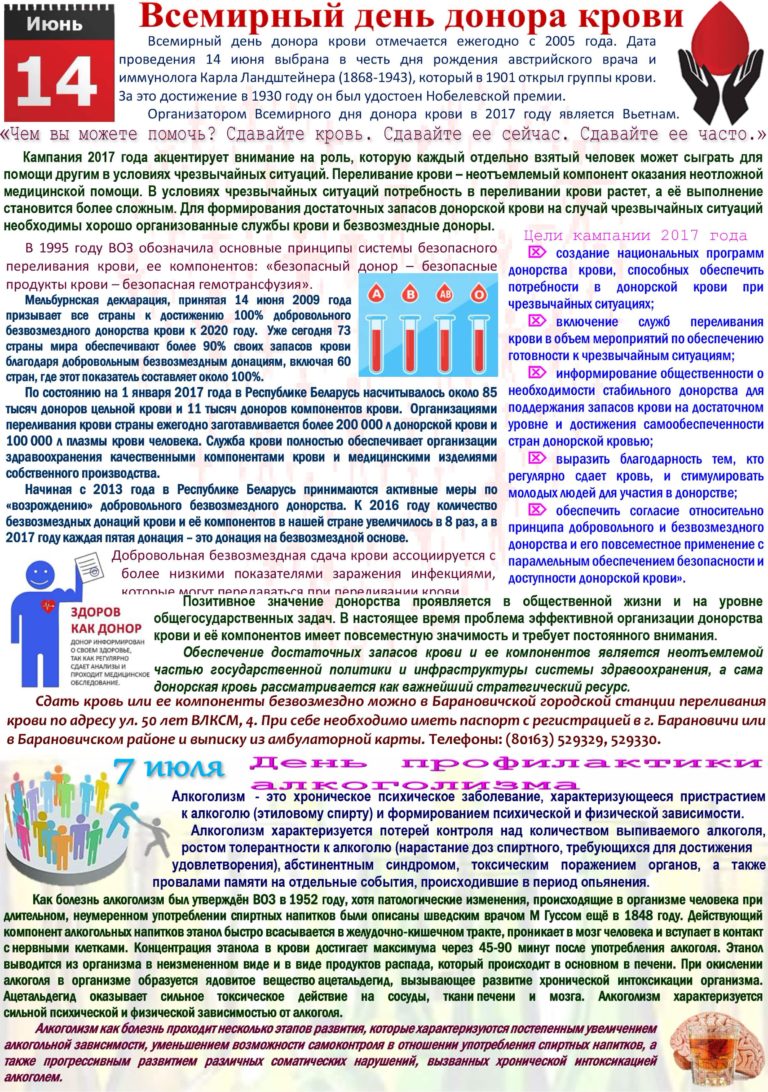 Июнь
14
Всемирный день донора крови
Всемирный день донора крови отмечается ежегодно с 2005 года. Дата
проведения 14 июня выбрана в честь дня рождения австрийского врача и
иммунолога Карла Ландштейнера (1868-1943), который в 1901 открыл группы крови.
За это достижение в 1930 году он был удостоен Нобелевской премии.
Организатором Всемирного дня донора крови в 2017 году является Вьетнам.
«Чем вы можете помочь? Сдавайте кровь. Сдавайте ее сейчас. Сдавайте ее часто.»
Кампания 2017 года акцентирует внимание на роль, которую каждый отдельно взятый человек может сыграть для
помощи другим в условиях чрезвычайных ситуаций. Переливание крови – неотъемлемый компонент оказания неотложной
медицинской помощи. В условиях чрезвычайных ситуаций потребность в переливании крови растет, а её выполнение
становится более сложным. Для формирования достаточных запасов донорской крови на случай чрезвычайных ситуаций
необходимы хорошо организованные службы крови и безвозмездные доноры.
В 1995 году ВОЗ обозначила основные принципы системы безопасного
переливания крови, ее компонентов: «безопасный донор – безопасные
продукты крови – безопасная гемотрансфузия».
Мельбурнская декларация, принятая 14 июня 2009 года
призывает все страны к достижению 100% добровольного
безвозмездного донорства крови к 2020 году. Уже сегодня 73
страны мира обеспечивают более 90% своих запасов крови
благодаря добровольным безвозмездным донациям, включая 60
стран, где этот показатель составляет около 100%.
A B AB O
По состоянию на 1 января 2017 года в Республике Беларусь насчитывалось около 85
тысяч доноров цельной крови и 11 тысяч доноров компонентов крови. Организациями
переливания крови страны ежегодно заготавливается более 200 000 л донорской крови и
100 000 л плазмы крови человека. Служба крови полностью обеспечивает организации
здравоохранения качественными компонентами крови и медицинскими изделиями
собственного производства.
Начиная с 2013 года в Республике Беларусь принимаются активные меры по
«возрождению» добровольного безвозмездного донорства. К 2016 году количество
безвозмездных донаций крови и её компонентов в нашей стране увеличилось в 8 раз, а в
2017 году каждая пятая донация – это донация на безвозмездной основе.
Добровольная безвозмездная сдача крови ассоциируется с
более низкими показателями заражения инфекциями,
которые могут передаваться при переливании крови
Цели кампании 2017 года
создание национальных программ
донорства крови, способных обеспечить
потребности в донорской крови при
чрезвычайных ситуациях;
включение служб переливания
крови в объем мероприятий по обеспечению
готовности к чрезвычайным ситуациям;
информирование общественности о
необходимости стабильного донорства для
поддержания запасов крови на достаточном
уровне и достижения самообеспеченности
стран донорской кровью;
выразить благодарность тем, кто
регулярно сдает кровь, и стимулировать
молодых людей для участия в донорстве;
обеспечить согласие относительно
принципа добровольного и безвозмездного
донорства и его повсеместное применение с
параллельным обеспечением безопасности и
доступности донорской крови».
ЗДОРОВ
КАК ДОНОР
ДОНОР ИНФОРМИРОВАН
О СВОЕМ ЗДОРОВЬЕ,
ТАК КАК РЕГУЛЯРНО
СДАЕТ АНАЛИЗЫ И
ПРОХОДИТ МЕДИЦИНСКОЕ
ОБСЛЕДОВАНИЕ.
Позитивное значение донорства проявляется в общественной жизни и на уровне
общегосударственных задач. В настоящее время проблема эффективной организации донорства
крови и её компонентов имеет повсеместную значимость и требует постоянного внимания.
Обеспечение достаточных запасов крови и ее компонентов является неотъемлемой
частью государственной политики и инфраструктуры системы здравоохранения, а сама
донорская кровь рассматривается как важнейший стратегический ресурс.
Сдать кровь или ее компоненты безвозмездно можно в Барановичской городской станции переливания
крови по адресу ул. 50 лет ВЛКСМ, 4. При себе необходимо иметь паспорт с регистрацией в г. Барановичи или
в Барановичском районе и выписку из амбулаторной карты. Телефоны: (80163) 529329, 529330.
7 июля День профилактики
алкоголизма
Алкоголизм - это хроническое психическое заболевание, характеризующееся пристрастием
к алкоголю (этиловому спирту) и формированием психической и физической зависимости.
Алкоголизм характеризуется потерей контроля над количеством выпиваемого алкоголя,
ростом толерантности к алкоголю (нарастание доз спиртного, требующихся для достижения
удовлетворения), абстинентным синдромом, токсическим поражением органов, а также
провалами памяти на отдельные события, происходившие в период опьянения.
Как болезнь алкоголизм был утверждён ВОЗ в 1952 году, хотя патологические изменения, происходящие в организме человека при
длительном, неумеренном употреблении спиртных напитков были описаны шведским врачом М Гуссом ещё в 1848 году. Действующий
компонент алкогольных напитков этанол быстро всасывается в желудочно-кишечном тракте, проникает в мозг человека и вступает в контакт
с нервными клетками. Концентрация этанола в крови достигает максимума через 45-90 минут после употребления алкоголя. Этанол
выводится из организма в неизмененном виде и в виде продуктов распада, который происходит в основном в печени. При окислении
алкоголя в организме образуется ядовитое вещество ацетальдегид, вызывающее развитие хронической интоксикации организма.
Ацетальдегид оказывает сильное токсическое действие на сосуды, ткани печени и мозга. Алкоголизм характеризуется
сильной психической и физической зависимостью от алкоголя.
Алкоголизм как болезнь проходит несколько этапов развития, которые характеризуются постепенным увеличением
алкогольной зависимости, уменьшением возможности самоконтроля в отношении употребления спиртных напитков, а
также прогрессивным развитием различных соматических нарушений, вызванных хронической интоксикацией
алкоголем.